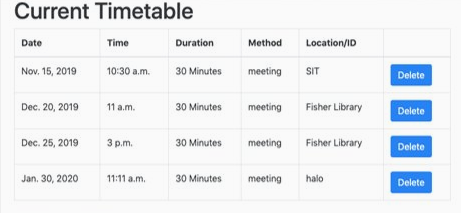 Current Timetable
Date Time Duration Method Location/ID
Nov. 15, 2019 10:30 a.m. 30 Minutes meeting SIT Delete
Dec. 20, 2019 11 a.m. 30 Minutes meeting Fisher Library Delete
Dec. 25, 2019 3 p.m. 30 Minutes meeting Fisher Library Delete
Jan. 30, 2020 11:11 a.m. 30 Minutes meeting halo Delete